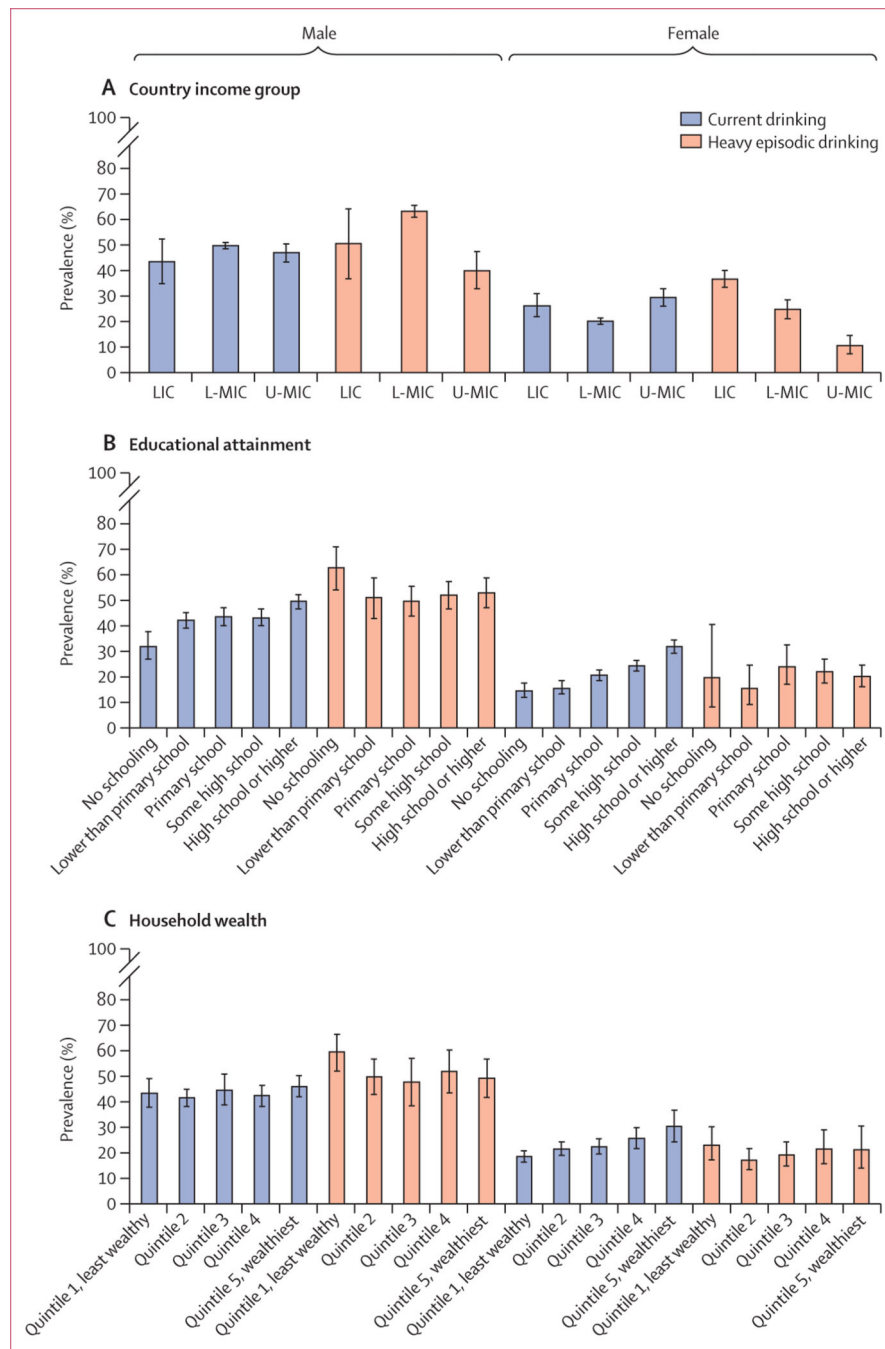 Male Female
A Country income group
Current drinking
Heavy episodic drinking
Prevalence (%)
100
80
70
60
50
40
30
20
10
0
LIC L-MIC U-MIC LIC L-MIC U-MIC LIC L-MIC U-MIC LIC L-MIC U-MIC
B Educational attainment
Prevalence (%)
100
80
70
60
50
40
30
20
10
0
No schooling
Lower than primary school
Primary school
Some high school
High school or higher
No schooling
Lower than primary school
Primary school
Some high school
High school or higher
No schooling
Lower than primary school
Primary school
Some high school
High school or higher
No schooling
Lower than primary school
Primary school
Some high school
High school or higher
C Household wealth
Prevalence (%)
100
80
70
60
50
40
30
20
10
0
Quintile 1, least wealthy
Quintile 2
Quintile 3
Quintile 4
Quintile 5, wealthiest
Quintile 1, least wealthy
Quintile 2
Quintile 3
Quintile 4
Quintile 5, wealthiest
Quintile 1, least wealthy
Quintile 2
Quintile 3
Quintile 4
Quintile 5, wealthiest
Quintile 1, least wealthy
Quintile 2
Quintile 3
Quintile 4
Quintile 5, wealthiest